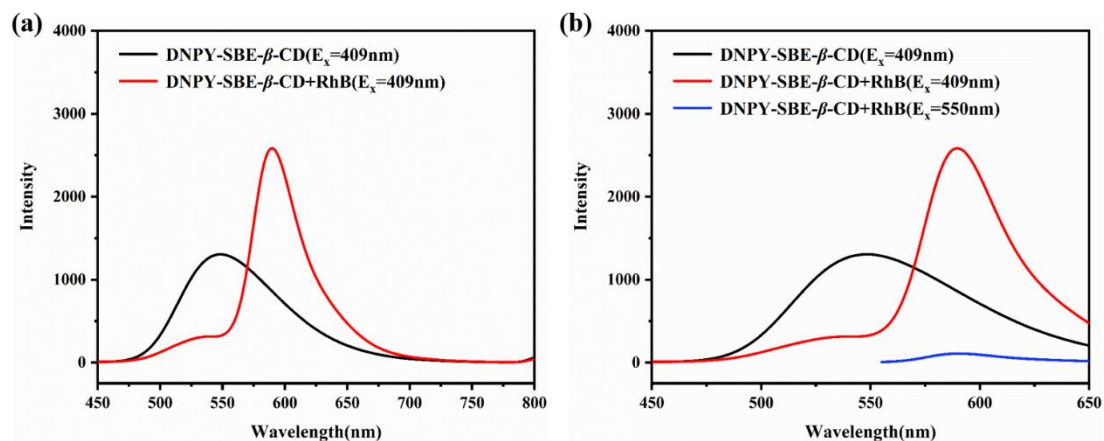 (a)
4000
3000
2000
1000
0
Intensity
DNPY-SBE-β-CD(Ex=409nm)
DNPY-SBE-β-CD+RhB(Ex=409nm)
450 500 550 600 650 700 750 800
Wavelength(nm)
(b)
4000
3000
2000
1000
0
Intensity
DNPY-SBE-β-CD(Ex=409nm)
DNPY-SBE-β-CD+RhB(Ex=409nm)
DNPY-SBE-β-CD+RhB(Ex=550nm)
450 500 550 600 650
Wavelength(nm)